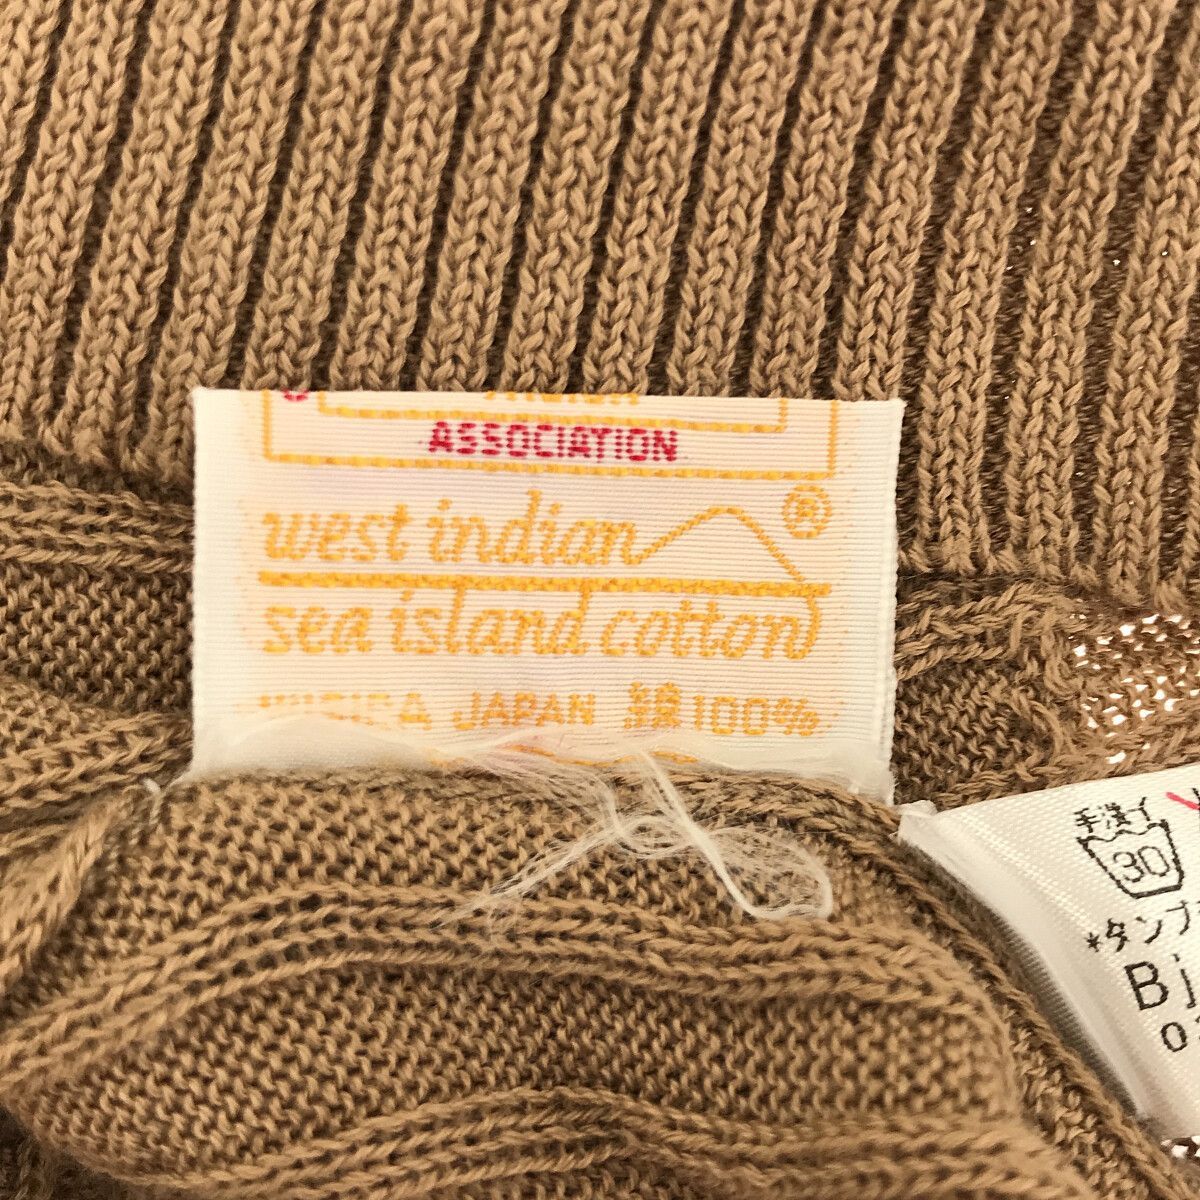 ASSOCIATION
west indian ®
sea island cotton
JAPAN 綿100%
手洗イ
30
*タンブ
B